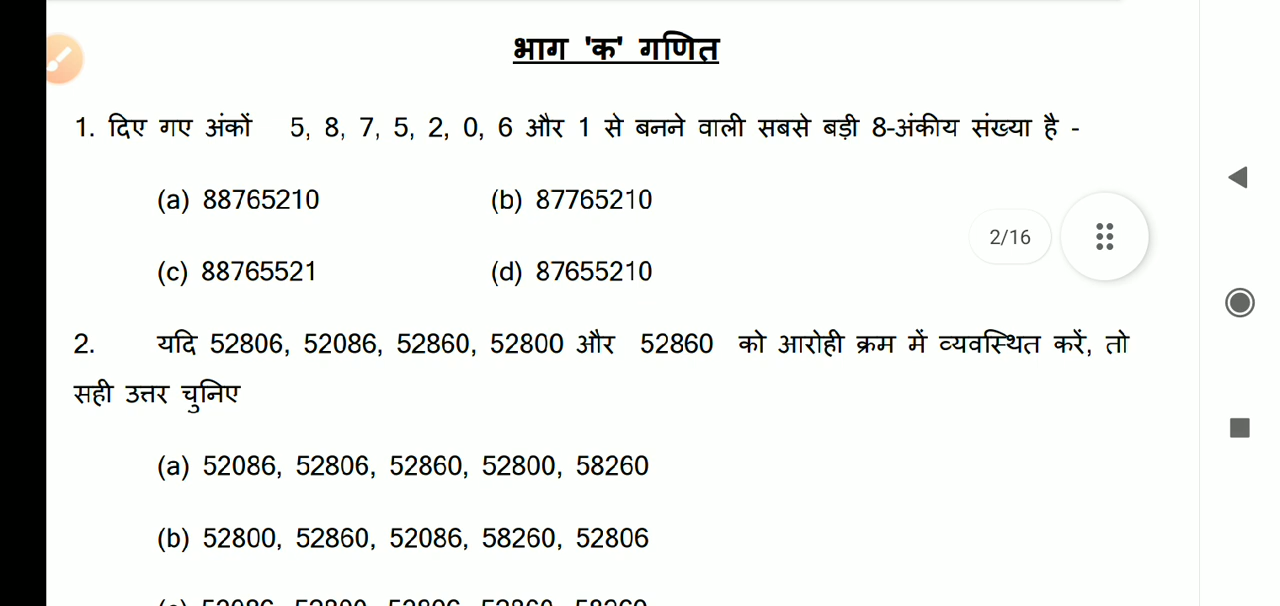 भाग 'क' गणित
1. दिए गए अंकों 5, 8, 7, 5, 2, 0, 6 और 1 से बनने वाली सबसे बड़ी 8-अंकीय संख्या है -
(a) 88765210 (b) 87765210
2/16
(c) 88765521 (d) 87655210
2. यदि 52806, 52086, 52860, 52800 और 52860 को आरोही क्रम में व्यवस्थित करें, तो
सही उत्तर चुनिए
(a) 52086, 52806, 52860, 52800, 58260
(b) 52800, 52860, 52086, 58260, 52806